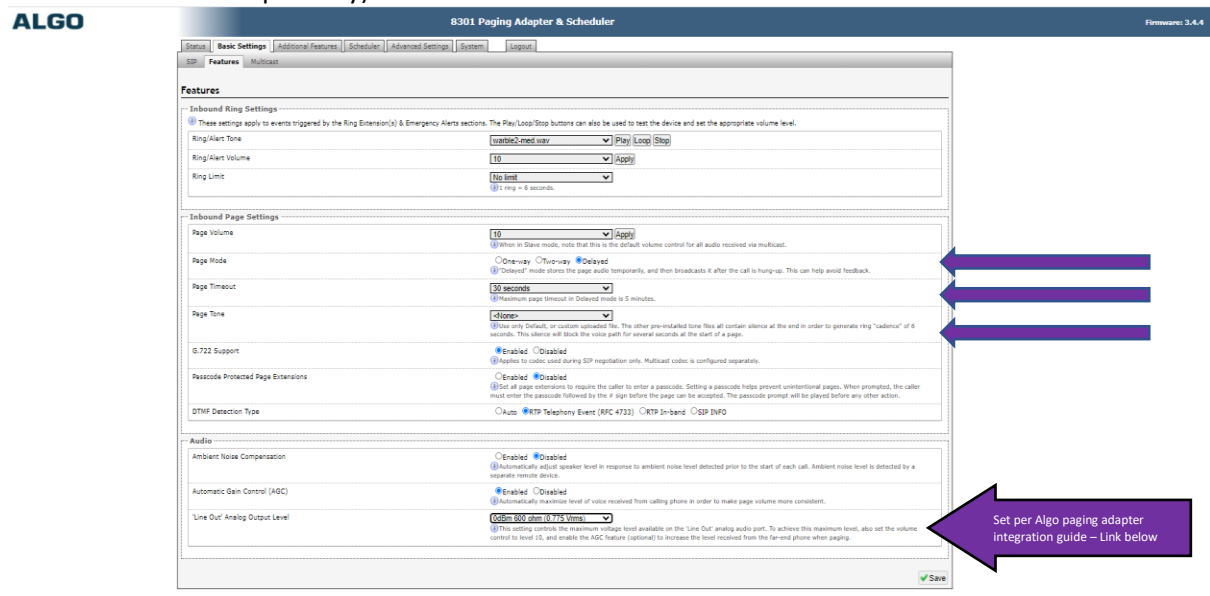 ALGO
8301 Paging Adapter & Scheduler
Firmware: 3.4.4
Status Basic Settings Additional Features Scheduler Advanced Settings System Logout
SIP Features Multicast
Features
Inbound Ring Settings
These settings apply to events triggered by the Ring Extension(s) & Emergency Alerts sections. The Play/Loop/Stop buttons can also be used to test the device and set the appropriate volume level.
Ring/Alert Tone warble2-med.wav Play Loop Stop
Ring/Alert Volume 10 Apply
Ring Limit No limit
1 ring = 6 seconds.
Inbound Page Settings
Page Volume 10 Apply
When in Slave mode, note that this is the default volume control for all audio received via multicast.
Page Mode One-way Two-way Delayed
"Delayed" mode stores the page audio temporarily, and then broadcasts it after the call is hung-up. This can help avoid feedback.
Page Timeout 30 seconds
Maximum page timeout in Delayed mode is 5 minutes.
Page Tone <None>
Use only Default, or custom uploaded file. The other pre-installed tone files all contain silence at the end in order to generate ring "cadence" of 6
seconds. This silence will block the voice path for several seconds at the start of a page.
G.722 Support Enabled Disabled
Applies to codec used during SIP negotiation only. Multicast codec is configured separately.
Passcode Protected Page Extensions Enabled Disabled
Set all page extensions to require the caller to enter a passcode. Setting a passcode helps prevent unintentional pages. When prompted, the caller
must enter the passcode followed by the # sign before the page can be accepted. The passcode prompt will be played before any other action.
DTMF Detection Type Auto RTP Telephony Event (RFC 4733) RTP In-band SIP INFO
Audio
Ambient Noise Compensation Enabled Disabled
Automatically adjust speaker level in response to ambient noise level detected prior to the start of each call. Ambient noise level is detected by a
separate remote device.
Automatic Gain Control (AGC) Enabled Disabled
Automatically maximize level of voice received from calling phone in order to make page volume more consistent.
'Line Out' Analog Output Level 0dBm 600 ohm (0.775 Vrms)
This setting controls the maximum voltage level available on the 'Line Out' analog audio port. To achieve this maximum level, also set the volume
control to level 10, and enable the AGC feature (optional) to increase the level received from the far-end phone when paging.
Set per Algo paging adapter
integration guide – Link below
Save